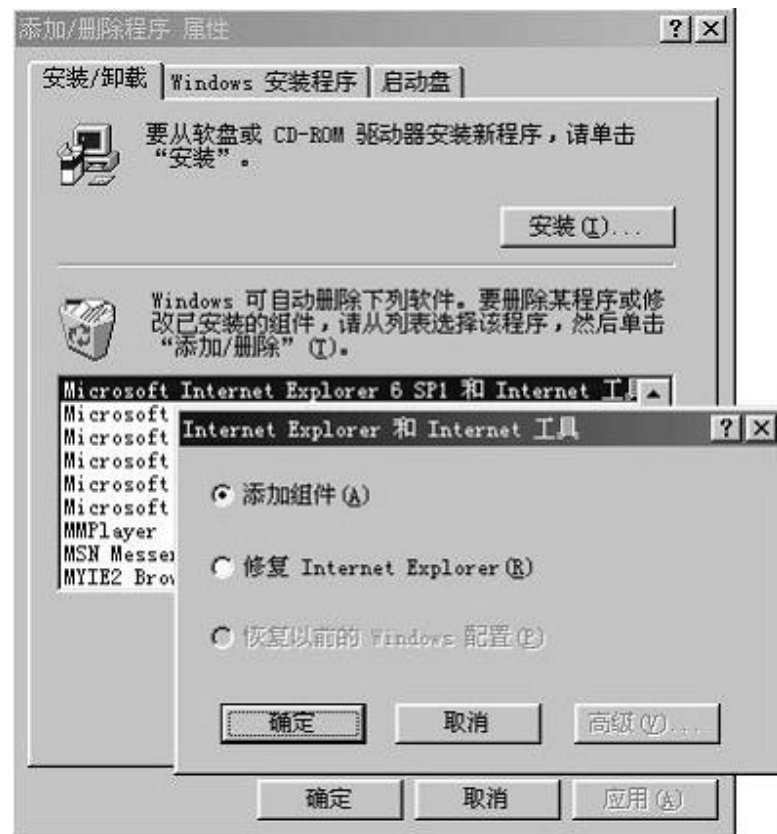 添加/删除程序 属性
安装/卸载 Windows 安装程序 启动盘
要从软盘或 CD-ROM 驱动器安装新程序，请单击
“安装”。
安装(I)...
Windows 可自动删除下列软件。要删除某程序或修
改已安装的组件，请从列表选择该程序，然后单击
“添加/删除” (T)。
Microsoft Internet Explorer 6 SP1 和 Internet
Microsoft
Microsoft
Microsoft
Microsoft
Microsoft
MMPlayer
MSN
MYIE2
Internet Explorer 和 Internet 工具
添加组件(A)
修复 Internet Explorer(R)
恢复以前的 Windows 配置(P)
确定 取消 高级(V)...
确定 取消 应用(A)